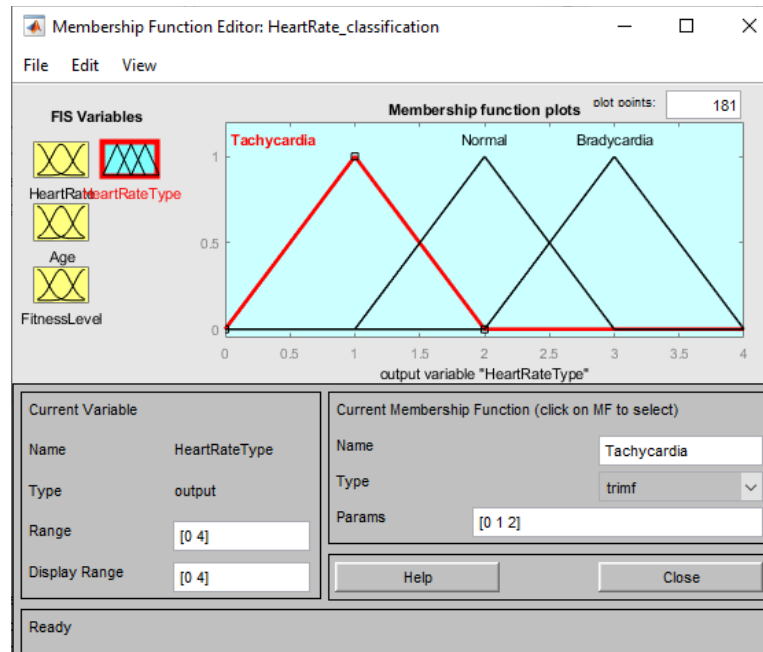 Membership Function Editor: HeartRate_classification
File Edit View
FIS Variables
HeartRate
HeartRateType
Age
FitnessLevel
Membership function plots
plot points:
181
Tachycardia
Normal
Bradycardia
1
0.5
0
0 0.5 1 1.5 2 2.5 3 3.5 4
output variable "HeartRateType"
Current Variable
Name HeartRateType
Type output
Range [0 4]
Display Range [0 4]
Current Membership Function (click on MF to select)
Name Tachycardia
Type trimf
Params [0 1 2]
Help Close
Ready